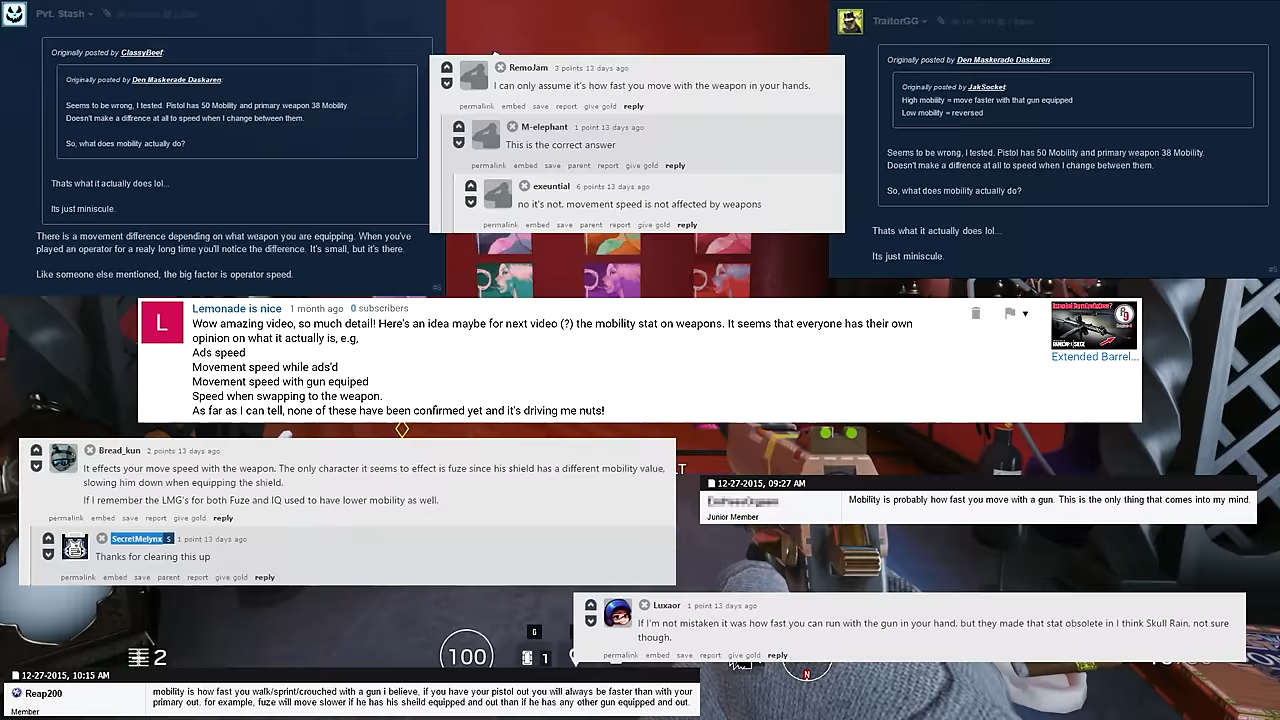 Pvt. Stash
Originally posted by ClassyBeef:
Originally posted by Den Maskerade Daskaren:
Seems to be wrong, I tested. Pistol has 50 Mobility and primary weapon 38 Mobility.
Doesn't make a difrence at all to speed when I change between them.
So, what does mobility actually do?
Thats what it actually does lol...
Its just miniscule.
There is a movement difference depending on what weapon you are equipping. When you've
played an operator for a realy long time you'll notice the difference. It's small, but it's there.
Like someone else mentioned, the big factor is operator speed.
#6
RemoJam 3 points 13 days ago
I can only assume it's how fast you move with the weapon in your hands.
permalink embed save report give gold reply
M-elephant 1 point 13 days ago
This is the correct answer
permalink embed save parent report give gold reply
exeuntial 6 points 13 days ago
no it's not. movement speed is not affected by weapons
permalink embed save parent report give gold reply
TraitorGG
Originally posted by Den Maskerade Daskaren:
Originally posted by JakSocket:
High mobility = move faster with that gun equipped
Low mobility = reversed
Seems to be wrong, I tested. Pistol has 50 Mobility and primary weapon 38 Mobility.
Doesn't make a diffrence at all to speed when I change between them.
So, what does mobility actually do?
Thats what it actually does lol...
Its just miniscule.
L
Lemonade is nice 1 month ago 0 subscribers
Wow amazing video, so much detail! Here's an idea maybe for next video (?) the mobility stat on weapons. It seems that everyone has their own
opinion on what it actually is, e.g,
Ads speed
Movement speed while ads'd
Movement speed with gun equiped
Speed when swapping to the weapon.
As far as I can tell, none of these have been confirmed yet and it's driving me nuts!
Extended Barrel...
Bread_kun 2 points 13 days ago
It effects your move speed with the weapon. The only character it seems to effect is fuze since his shield has a different mobility value,
slowing him down when equipping the shield.
If I remember the LMG's for both Fuze and IQ used to have lower mobility as well.
permalink embed save report give gold reply
SecretMelynx S 1 point 13 days ago
Thanks for clearing this up
permalink embed save parent report give gold reply
LT
12-27-2015, 09:27 AM
Junior Member
Mobility is probably how fast you move with a gun. This is the only thing that comes into my mind.
Luxaor 1 point 13 days ago
If I'm not mistaken it was how fast you can run with the gun in your hand, but they made that stat obsolete in I think Skull Rain, not sure
though.
permalink embed save report give gold reply
2
100
G
1
N
12-27-2015, 10:15 AM
Reap200
Member
mobility is how fast you walk/sprint/crouched with a gun i believe, if you have your pistol out you will always be faster than with your
primary out. for example, fuze will move slower if he has his sheild equipped and out than if he has any other gun equipped and out.